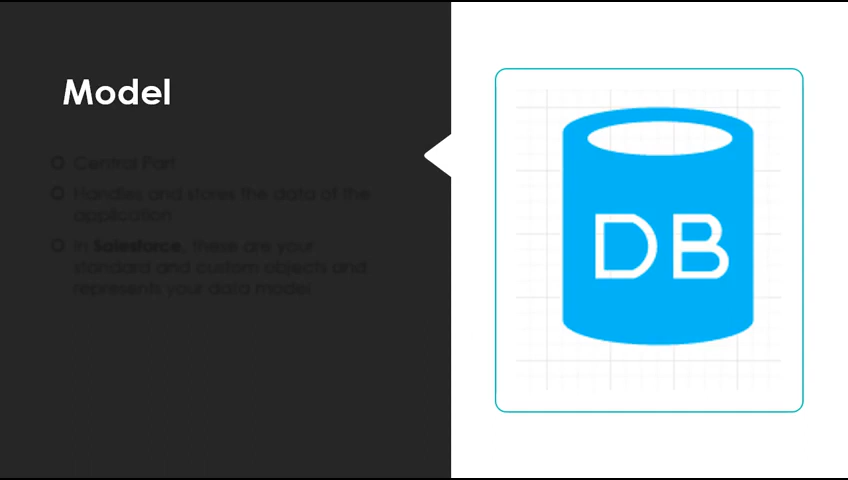 Model
Central Part
Handles and stores the data of the
application
In Salesforce, these are your
standard and custom objects and
represents your data model
DB